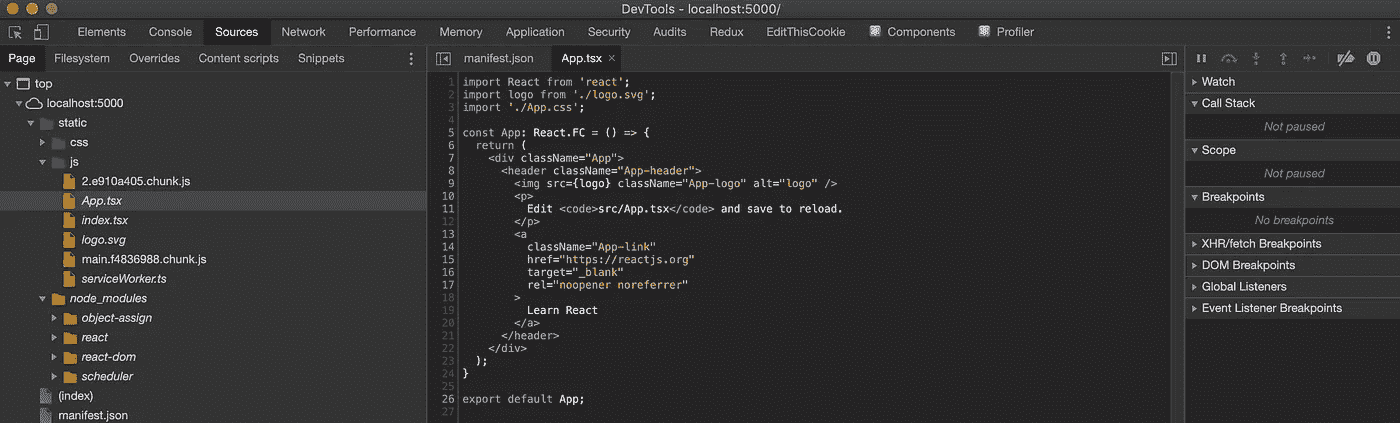 DevTools - localhost:5000/
Elements Console Sources Network Performance Memory Application Security Audits Redux EditThisCookie Components Profiler
Page Filesystem Overrides Content scripts Snippets
top
localhost:5000
static
css
js
2.e910a405.chunk.js
App.tsx
index.tsx
logo.svg
main.f4836988.chunk.js
serviceWorker.ts
node_modules
object-assign
react
react-dom
scheduler
(index)
manifest.json
manifest.json App.tsx ×
1 import React from 'react';
2 import logo from './logo.svg';
3 import './App.css';
4
5 const App: React.FC = () => {
6   return (
7     <div className="App">
8       <header className="App-header">
9         <img src={logo} className="App-logo" alt="logo" />
10         <p>
11           Edit <code>src/App.tsx</code> and save to reload.
12         </p>
13         <a
14           className="App-link"
15           href="https://reactjs.org"
16           target="_blank"
17           rel="noopener noreferrer"
18         >
19           Learn React
20         </a>
21       </header>
22     </div>
23   );
24 }
25
26 export default App;
27
Watch
Call Stack
Not paused
Scope
Not paused
Breakpoints
No breakpoints
XHR/fetch Breakpoints
DOM Breakpoints
Global Listeners
Event Listener Breakpoints